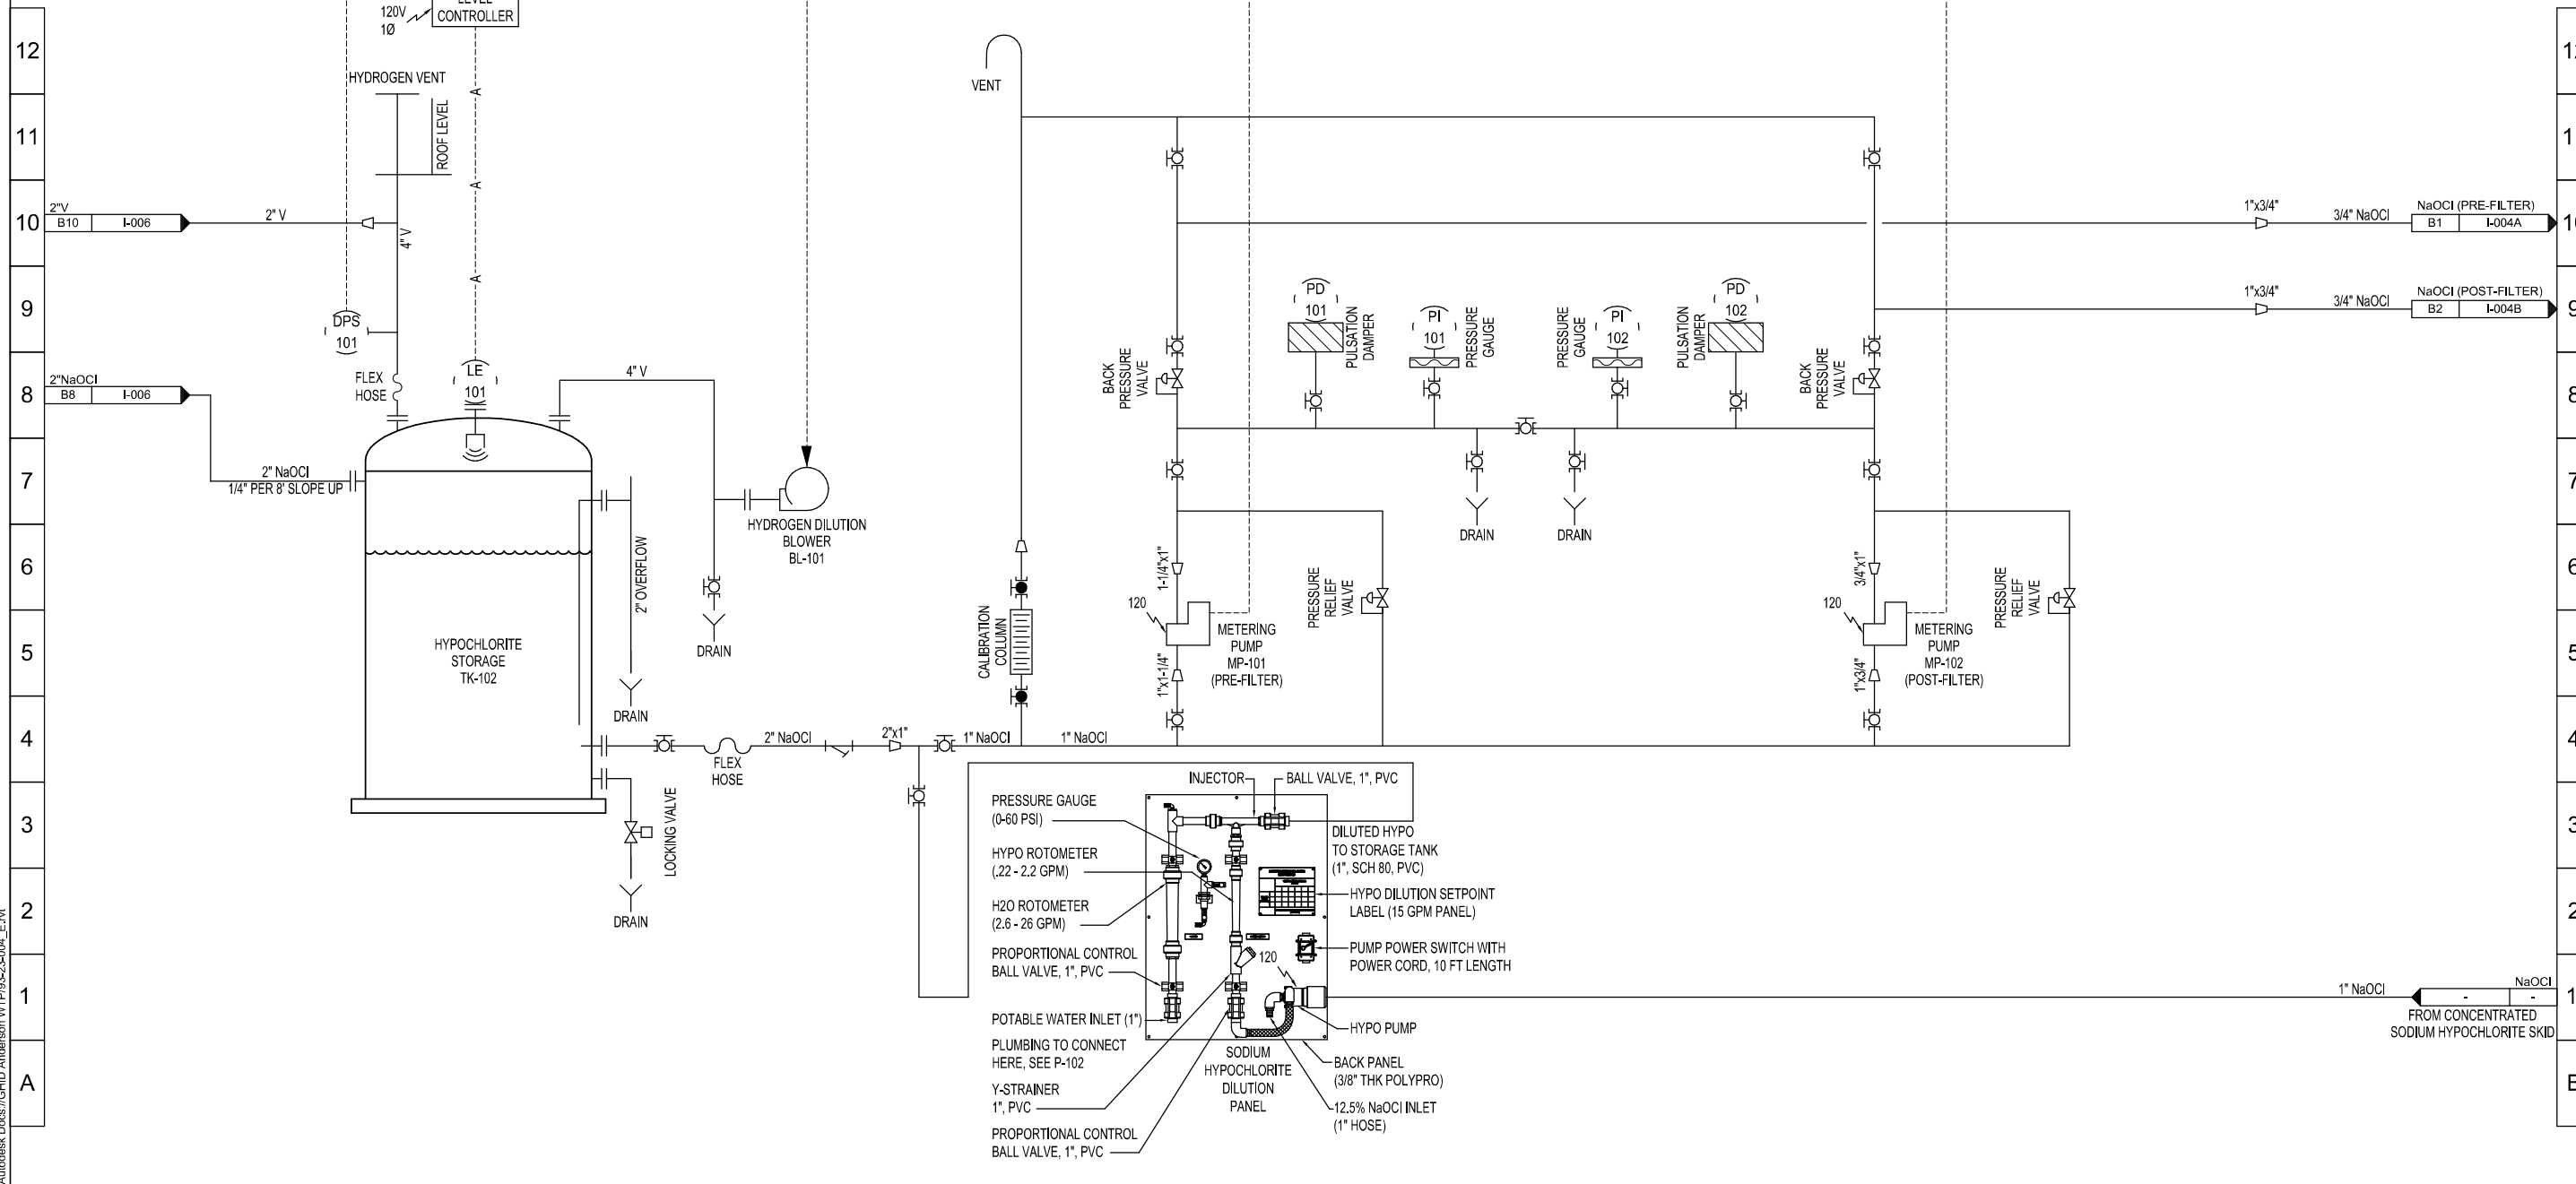 LEVEL
CONTROLLER
120V
1Ø
12
11
10
9
8
7
6
5
4
3
2
1
A
HYDROGEN VENT
ROOF LEVEL
A
A
A
VENT
2"V
B10 I-006
2" V
4" V
DPS
101
FLEX
HOSE
LE
101
4" V
2"NaOCl
B8 I-006
2" NaOCl
1/4" PER 8' SLOPE UP
HYDROGEN DILUTION
BLOWER
BL-101
2" OVERFLOW
DRAIN
HYPOCHLORITE
STORAGE
TK-102
DRAIN
FLEX
HOSE
2" NaOCl
2"x1"
1" NaOCl
1" NaOCl
LOCKING VALVE
DRAIN
CALIBRATION
COLUMN
BACK
PRESSURE
VALVE
PD
101
PULSATION
DAMPER
PI
101
PRESSURE
GAUGE
PRESSURE
GAUGE
PI
102
PULSATION
DAMPER
PD
102
BACK
PRESSURE
VALVE
DRAIN
DRAIN
1-1/4"x1"
120
METERING
PUMP
MP-101
(PRE-FILTER)
1"x1-1/4"
PRESSURE
RELIEF
VALVE
3/4"x1"
120
METERING
PUMP
MP-102
(POST-FILTER)
1"x3/4"
PRESSURE
RELIEF
VALVE
1"x3/4"
3/4" NaOCl
NaOCl (PRE-FILTER)
B1 I-004A
1"x3/4"
3/4" NaOCl
NaOCl (POST-FILTER)
B2 I-004B
INJECTOR
BALL VALVE, 1", PVC
PRESSURE GAUGE
(0-60 PSI)
HYPO ROTOMETER
(.22 - 2.2 GPM)
H2O ROTOMETER
(2.6 - 26 GPM)
PROPORTIONAL CONTROL
BALL VALVE, 1", PVC
POTABLE WATER INLET (1")
PLUMBING TO CONNECT
HERE, SEE P-102
Y-STRAINER
1", PVC
PROPORTIONAL CONTROL
BALL VALVE, 1", PVC
DILUTED HYPO
TO STORAGE TANK
(1", SCH 80, PVC)
HYPO DILUTION SETPOINT
LABEL (15 GPM PANEL)
PUMP POWER SWITCH WITH
POWER CORD, 10 FT LENGTH
120
HYPO PUMP
BACK PANEL
(3/8" THK POLYPRO)
12.5% NaOCl INLET
(1" HOSE)
SODIUM
HYPOCHLORITE
DILUTION
PANEL
1" NaOCl
NaOCl
- -
FROM CONCENTRATED
SODIUM HYPOCHLORITE SKID
9
8
7
6
5
4
3
2